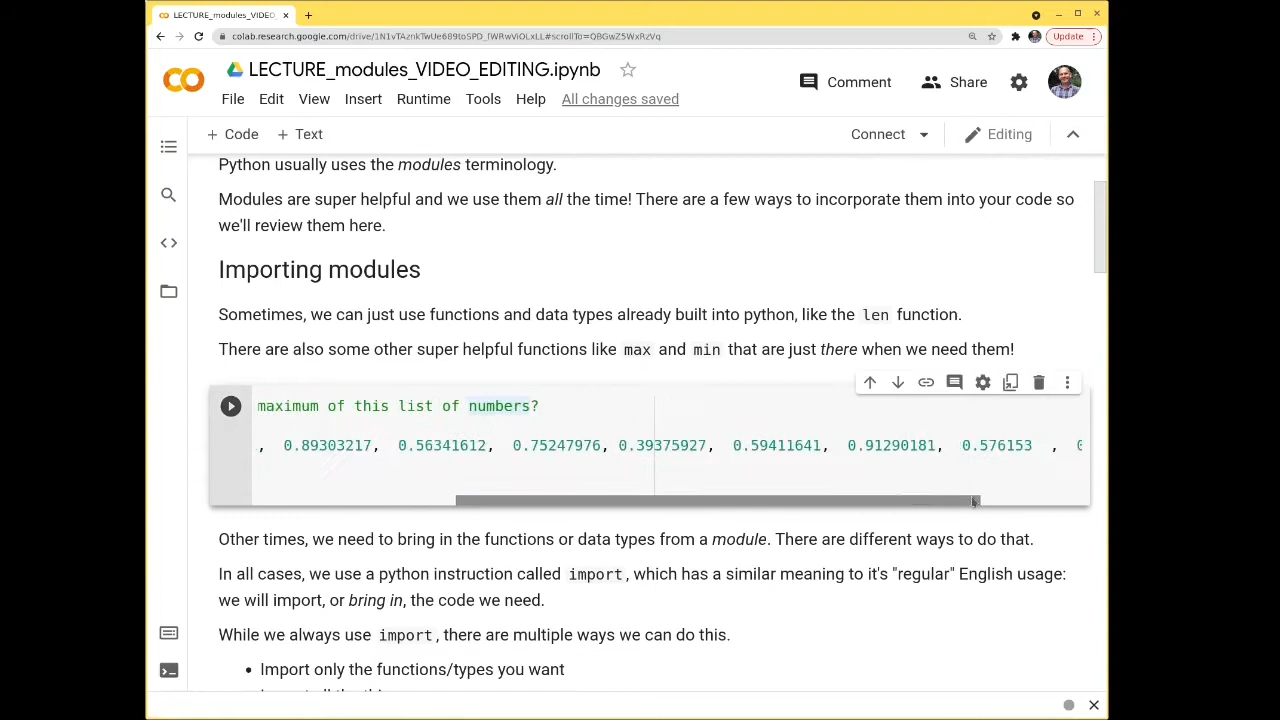 LECTURE_modules_VIDEO_
colab.research.google.com/drive/1N1vTAznkTwUe689toSPD_lWRwViOLxLL#scrollTo=QBGwZ5WxRzVq
Update
LECTURE_modules_VIDEO_EDITING.ipynb
Comment
Share
File Edit View Insert Runtime Tools Help All changes saved
+ Code + Text
Connect
Editing
Python usually uses the modules terminology.
Modules are super helpful and we use them all the time! There are a few ways to incorporate them into your code so
we'll review them here.
Importing modules
Sometimes, we can just use functions and data types already built into python, like the len function.
There are also some other super helpful functions like max and min that are just there when we need them!
maximum of this list of numbers?
, 0.89303217, 0.56341612, 0.75247976, 0.39375927, 0.59411641, 0.91290181, 0.576153 ,
Other times, we need to bring in the functions or data types from a module. There are different ways to do that.
In all cases, we use a python instruction called import, which has a similar meaning to it's "regular" English usage:
we will import, or bring in, the code we need.
While we always use import, there are multiple ways we can do this.
• Import only the functions/types you want